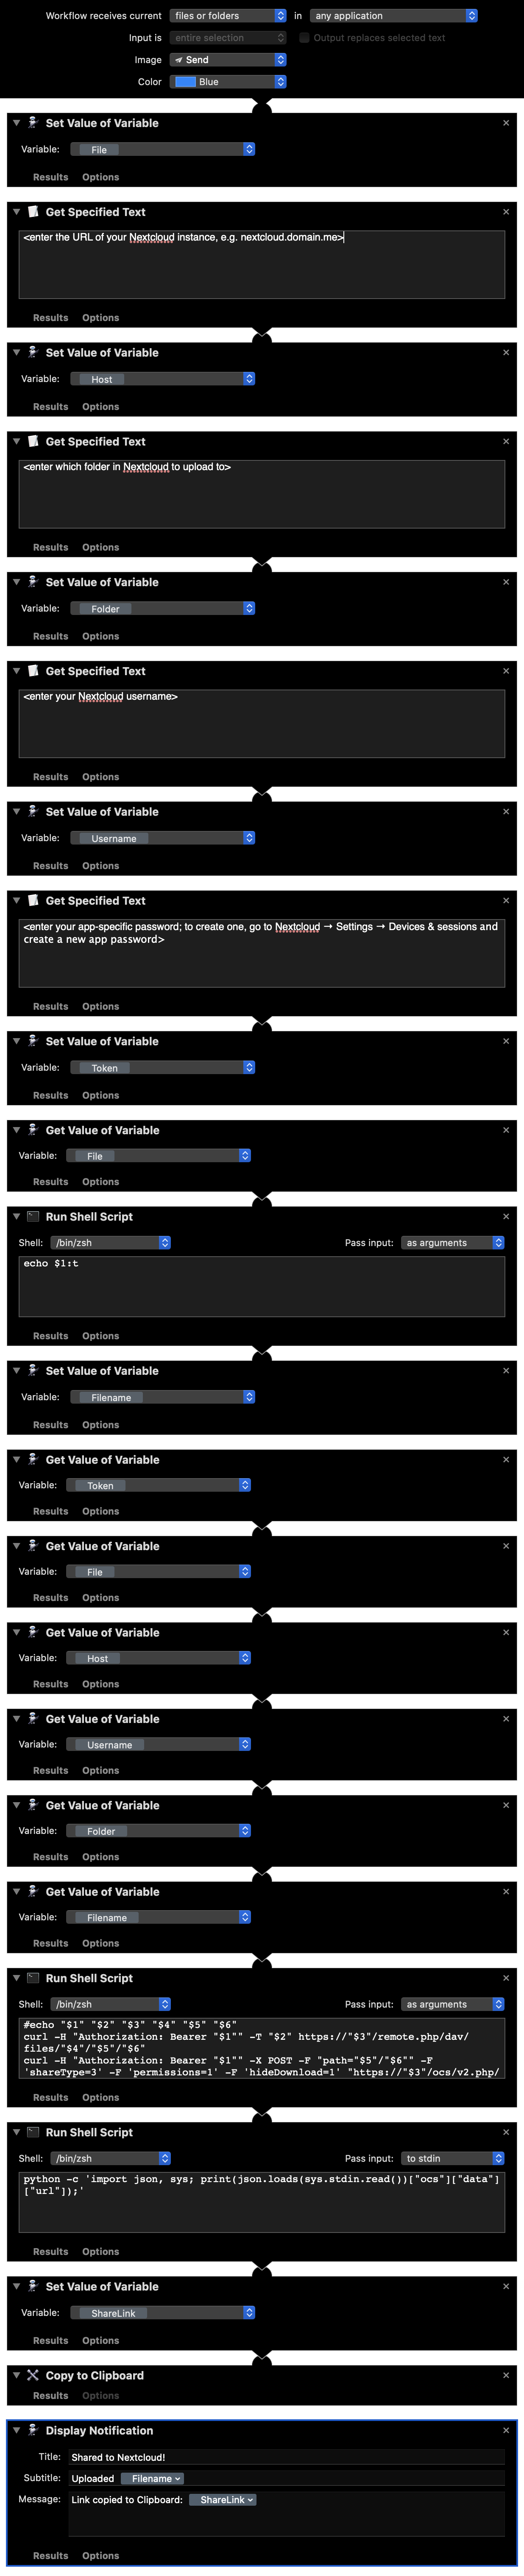 Workflow receives current files or folders in any application
Input is entire selection Output replaces selected text
Image Send
Color Blue
Set Value of Variable
Variable: File
Results Options
Get Specified Text
<enter the URL of your Nextcloud instance, e.g. nextcloud.domain.me>
Results Options
Set Value of Variable
Variable: Host
Results Options
Get Specified Text
<enter which folder in Nextcloud to upload to>
Results Options
Set Value of Variable
Variable: Folder
Results Options
Get Specified Text
<enter your Nextcloud username>
Results Options
Set Value of Variable
Variable: Username
Results Options
Get Specified Text
<enter your app-specific password; to create one, go to Nextcloud → Settings → Devices & sessions and
create a new app password>
Results Options
Set Value of Variable
Variable: Token
Results Options
Get Value of Variable
Variable: File
Results Options
Run Shell Script
Shell: /bin/zsh Pass input: as arguments
echo $1:t
Results Options
Set Value of Variable
Variable: Filename
Results Options
Get Value of Variable
Variable: Token
Results Options
Get Value of Variable
Variable: File
Results Options
Get Value of Variable
Variable: Host
Results Options
Get Value of Variable
Variable: Username
Results Options
Get Value of Variable
Variable: Folder
Results Options
Get Value of Variable
Variable: Filename
Results Options
Run Shell Script
Shell: /bin/zsh Pass input: as arguments
#echo "$1" "$2" "$3" "$4" "$5" "$6"
curl -H "Authorization: Bearer "$1"" -T "$2" https://"$3"/remote.php/dav/
files/"$4"/"$5"/"$6"
curl -H "Authorization: Bearer "$1"" -X POST -F "path="$5"/"$6"" -F
'shareType=3' -F 'permissions=1' -F 'hideDownload=1' "https://"$3"/ocs/v2.php/
Results Options
Run Shell Script
Shell: /bin/zsh Pass input: to stdin
python -c 'import json, sys; print(json.loads(sys.stdin.read())["ocs"]["data"]
["url"]);'
Results Options
Set Value of Variable
Variable: ShareLink
Results Options
Copy to Clipboard
Results Options
Display Notification
Title: Shared to Nextcloud!
Subtitle: Uploaded Filename
Message: Link copied to Clipboard: ShareLink
Results Options